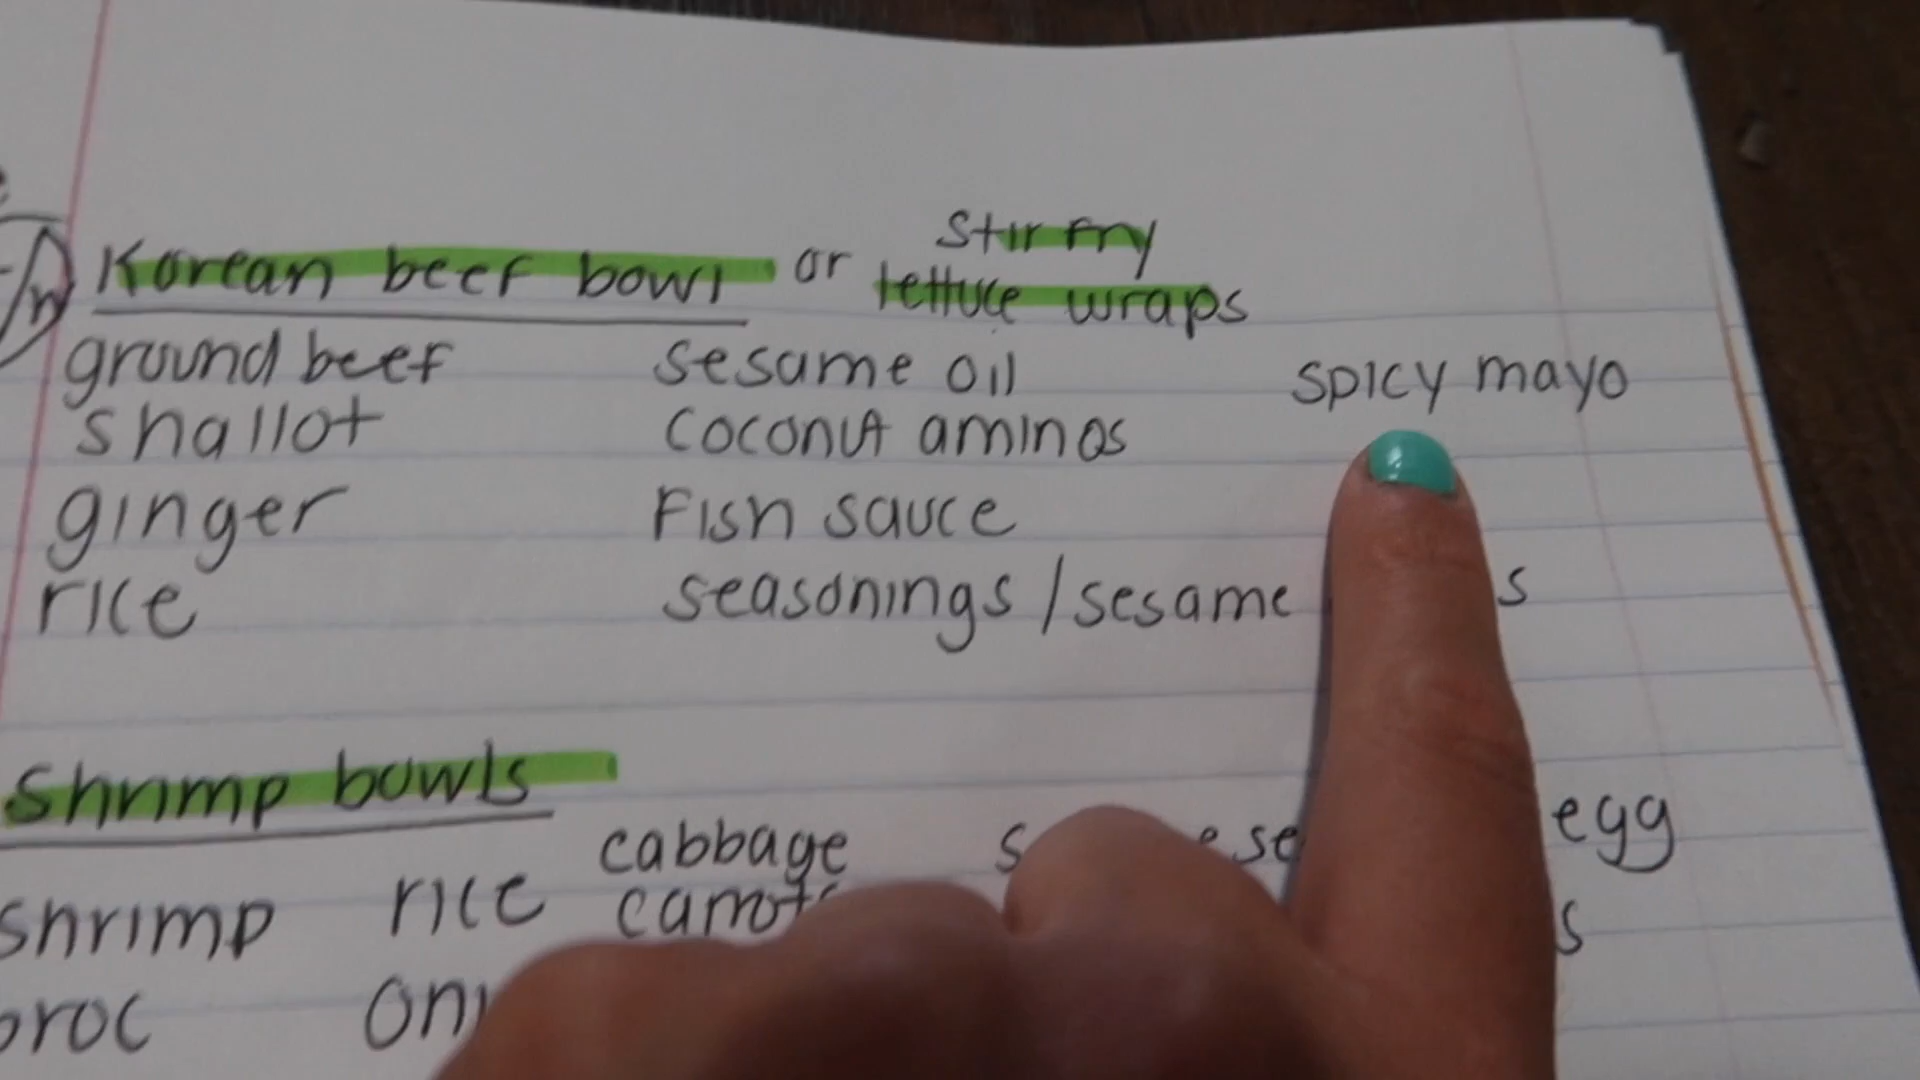 Stir fry
Korean beef bowl or lettuce wraps
ground beef sesame oil spicy mayo
shallot coconut aminos
ginger Fish sauce
rice seasonings / sesame
Shrimp bowls
cabbage egg
shrimp rice carrots